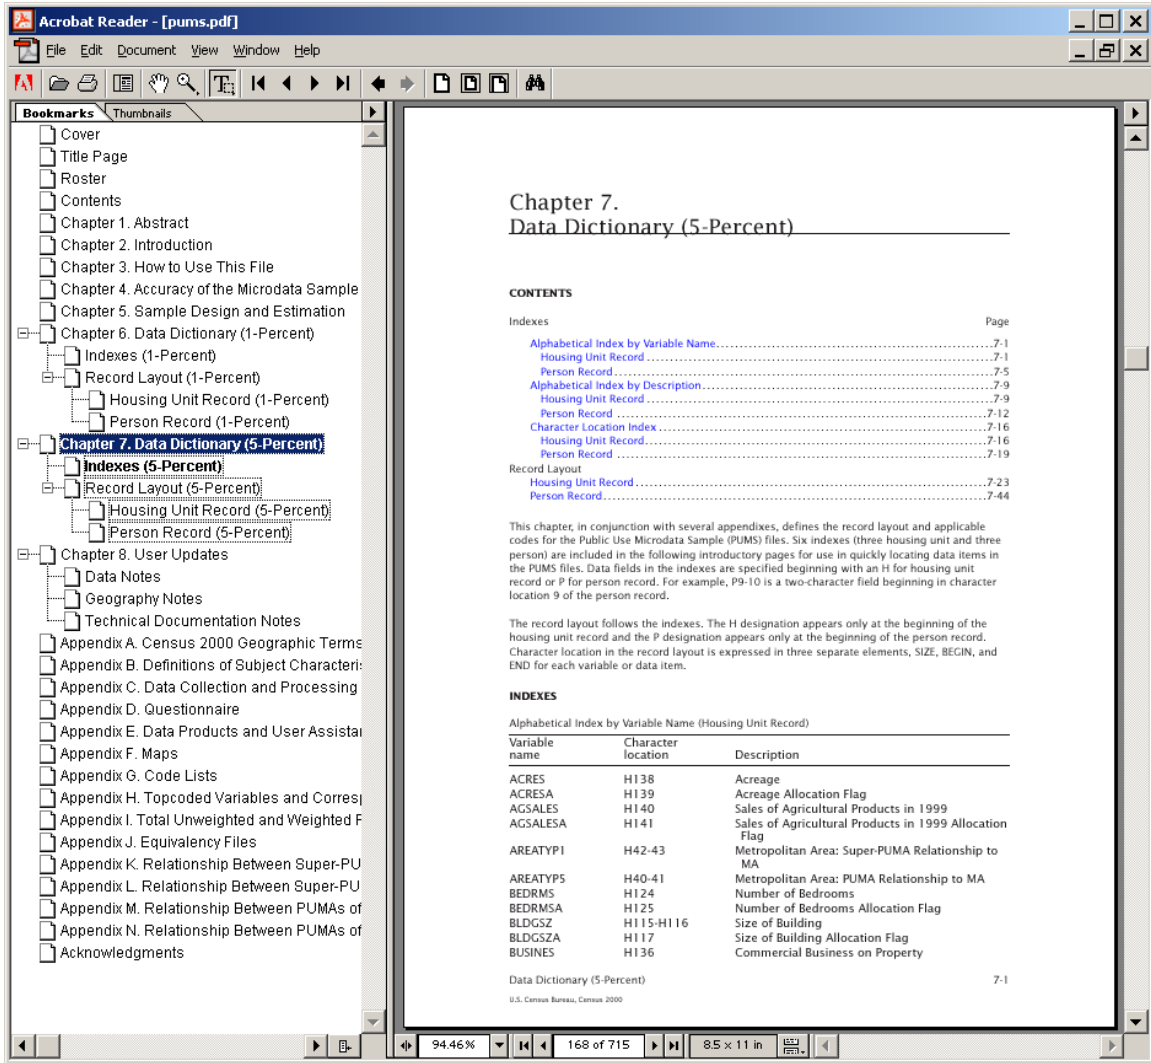 Acrobat Reader - [pums.pdf]
File Edit Document View Window Help
Bookmarks Thumbnails
Cover
Title Page
Roster
Contents
Chapter 1. Abstract
Chapter 2. Introduction
Chapter 3. How to Use This File
Chapter 4. Accuracy of the Microdata Sample
Chapter 5. Sample Design and Estimation
Chapter 6. Data Dictionary (1-Percent)
Indexes (1-Percent)
Record Layout (1-Percent)
Housing Unit Record (1-Percent)
Person Record (1-Percent)
Chapter 7. Data Dictionary (5-Percent)
Indexes (5-Percent)
Record Layout (5-Percent)
Housing Unit Record (5-Percent)
Person Record (5-Percent)
Chapter 8. User Updates
Data Notes
Geography Notes
Technical Documentation Notes
Appendix A. Census 2000 Geographic Terms
Appendix B. Definitions of Subject Characteri
Appendix C. Data Collection and Processing
Appendix D. Questionnaire
Appendix E. Data Products and User Assista
Appendix F. Maps
Appendix G. Code Lists
Appendix H. Topcoded Variables and Corresp
Appendix I. Total Unweighted and Weighted P
Appendix J. Equivalency Files
Appendix K. Relationship Between Super-PU
Appendix L. Relationship Between Super-PU
Appendix M. Relationship Between PUMAs of
Appendix N. Relationship Between PUMAs of
Acknowledgments
Chapter 7.
Data Dictionary (5-Percent)
CONTENTS
Indexes Page
Alphabetical Index by Variable Name 7-1
Housing Unit Record 7-1
Person Record 7-5
Alphabetical Index by Description 7-9
Housing Unit Record 7-9
Person Record 7-12
Character Location Index 7-16
Housing Unit Record 7-16
Person Record 7-19
Record Layout
Housing Unit Record 7-23
Person Record 7-44
This chapter, in conjunction with several appendixes, defines the record layout and applicable
codes for the Public Use Microdata Sample (PUMS) files. Six indexes (three housing unit and three
person) are included in the following introductory pages for use in quickly locating data items in
the PUMS files. Data fields in the indexes are specified beginning with an H for housing unit
record or P for person record. For example, P9-10 is a two-character field beginning in character
location 9 of the person record.
The record layout follows the indexes. The H designation appears only at the beginning of the
housing unit record and the P designation appears only at the beginning of the person record.
Character location in the record layout is expressed in three separate elements, SIZE, BEGIN, and
END for each variable or data item.
INDEXES
Alphabetical Index by Variable Name (Housing Unit Record)
Variable Character
name location Description
ACRES H138 Acreage
ACRESA H139 Acreage Allocation Flag
AGSALES H140 Sales of Agricultural Products in 1999
AGSALESA H141 Sales of Agricultural Products in 1999 Allocation
Flag
AREATYP1 H42-43 Metropolitan Area: Super-PUMA Relationship to
MA
AREATYP5 H40-41 Metropolitan Area: PUMA Relationship to MA
BEDRMS H124 Number of Bedrooms
BEDRMSA H125 Number of Bedrooms Allocation Flag
BLDGSZ H115-H116 Size of Building
BLDGSZA H117 Size of Building Allocation Flag
BUSINES H136 Commercial Business on Property
Data Dictionary (5-Percent) 7-1
U.S. Census Bureau, Census 2000
94.46% 168 of 715 8.5 x 11 in